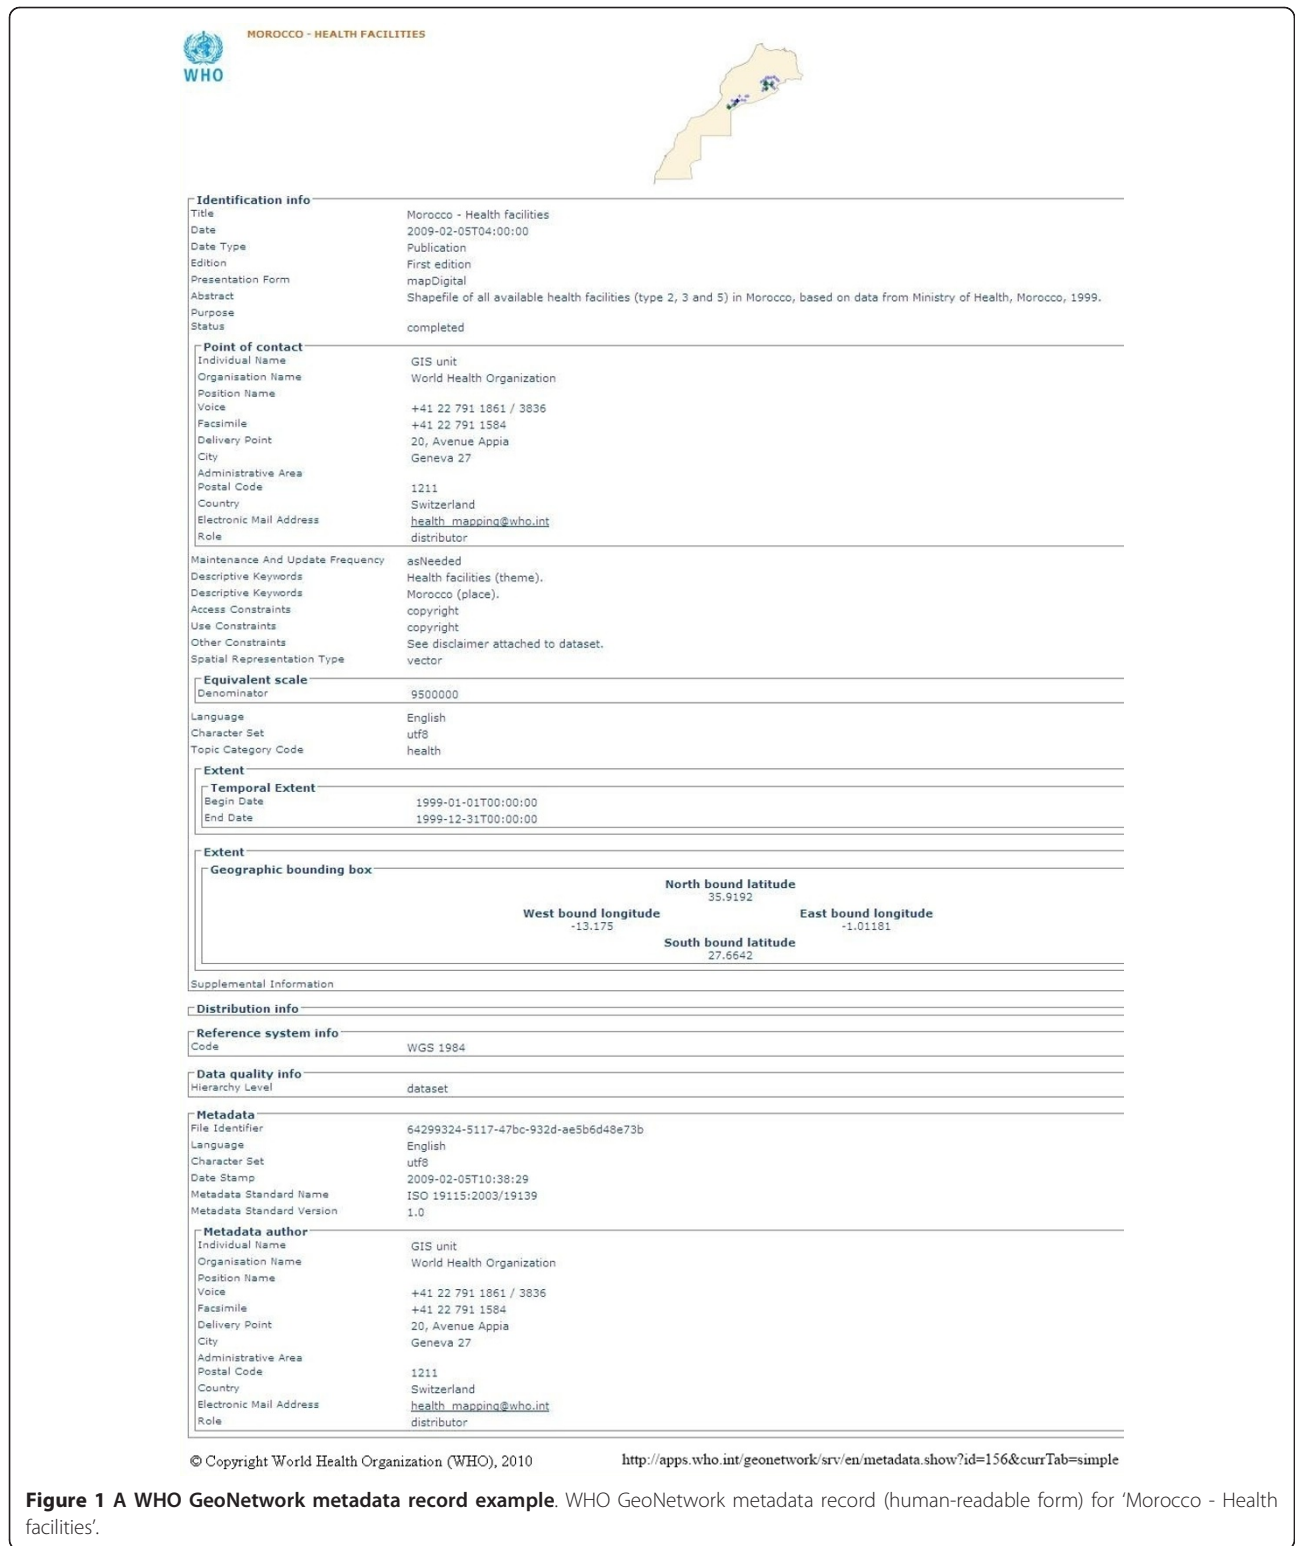 MOROCCO - HEALTH FACILITIES
WHO
Identification info
Title Morocco - Health facilities
Date 2009-02-05T04:00:00
Date Type Publication
Edition First edition
Presentation Form mapDigital
Abstract Shapefile of all available health facilities (type 2, 3 and 5) in Morocco, based on data from Ministry of Health, Morocco, 1999.
Purpose
Status completed
Point of contact
Individual Name GIS unit
Organisation Name World Health Organization
Position Name
Voice +41 22 791 1861 / 3836
Facsimile +41 22 791 1584
Delivery Point 20, Avenue Appia
City Geneva 27
Administrative Area
Postal Code 1211
Country Switzerland
Electronic Mail Address health_mapping@who.int
Role distributor
Maintenance And Update Frequency asNeeded
Descriptive Keywords Health facilities (theme).
Descriptive Keywords Morocco (place).
Access Constraints copyright
Use Constraints copyright
Other Constraints See disclaimer attached to dataset.
Spatial Representation Type vector
Equivalent scale
Denominator 9500000
Language English
Character Set utf8
Topic Category Code health
Extent
Temporal Extent
Begin Date 1999-01-01T00:00:00
End Date 1999-12-31T00:00:00
Extent
Geographic bounding box
North bound latitude
35.9192
West bound longitude East bound longitude
-13.175 -1.01181
South bound latitude
27.6642
Supplemental Information
Distribution info
Reference system info
Code WGS 1984
Data quality info
Hierarchy Level dataset
Metadata
File Identifier 64299324-5117-47bc-932d-ae5b6d48e73b
Language English
Character Set utf8
Date Stamp 2009-02-05T10:38:29
Metadata Standard Name ISO 19115:2003/19139
Metadata Standard Version 1.0
Metadata author
Individual Name GIS unit
Organisation Name World Health Organization
Position Name
Voice +41 22 791 1861 / 3836
Facsimile +41 22 791 1584
Delivery Point 20, Avenue Appia
City Geneva 27
Administrative Area
Postal Code 1211
Country Switzerland
Electronic Mail Address health_mapping@who.int
Role distributor
© Copyright World Health Organization (WHO), 2010 http://apps.who.int/geonetwork/srv/en/metadata.show?id=156&currTab=simple
Figure 1 A WHO GeoNetwork metadata record example. WHO GeoNetwork metadata record (human-readable form) for ‘Morocco - Health
facilities’.